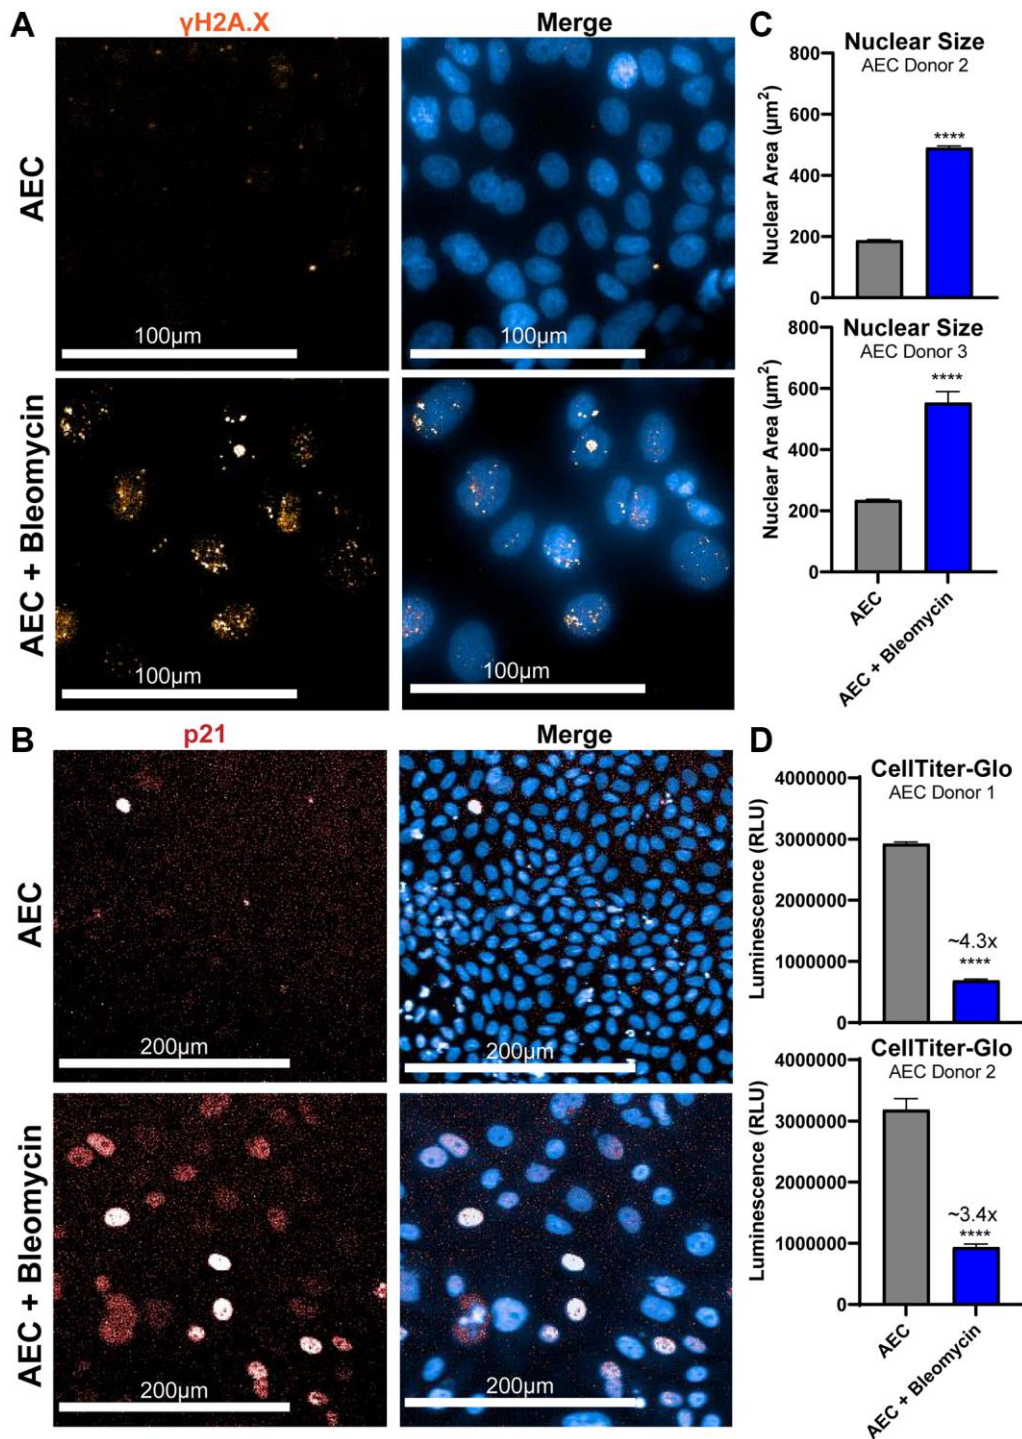 A
γH2A.X
Merge
AEC
100μm
100μm
AEC + Bleomycin
100μm
100μm
B
p21
Merge
AEC
200μm
200μm
AEC + Bleomycin
200μm
200μm
C
Nuclear Size
AEC Donor 2
Nuclear Area (μm²)
800
600
400
200
0
****
Nuclear Size
AEC Donor 3
Nuclear Area (μm²)
800
600
400
200
0
****
AEC
AEC + Bleomycin
D
CellTiter-Glo
AEC Donor 1
Luminescence (RLU)
4000000
3000000
2000000
1000000
0
~4.3x
****
CellTiter-Glo
AEC Donor 2
Luminescence (RLU)
4000000
3000000
2000000
1000000
0
~3.4x
****
AEC
AEC + Bleomycin